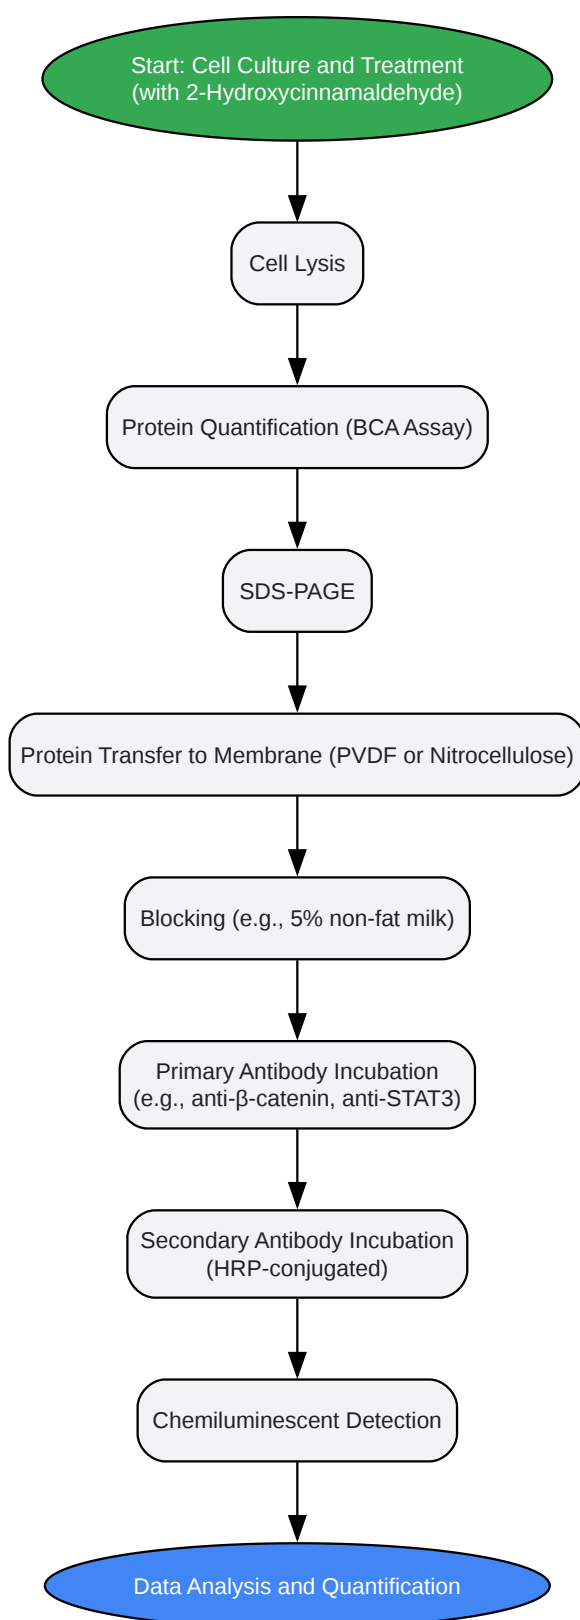 Start: Cell Culture and Treatment
(with 2-Hydroxycinnamaldehyde)
Cell Lysis
Protein Quantification (BCA Assay)
SDS-PAGE
Protein Transfer to Membrane (PVDF or Nitrocellulose)
Blocking (e.g., 5% non-fat milk)
Primary Antibody Incubation
(e.g., anti-β-catenin, anti-STAT3)
Secondary Antibody Incubation
(HRP-conjugated)
Chemiluminescent Detection
Data Analysis and Quantification